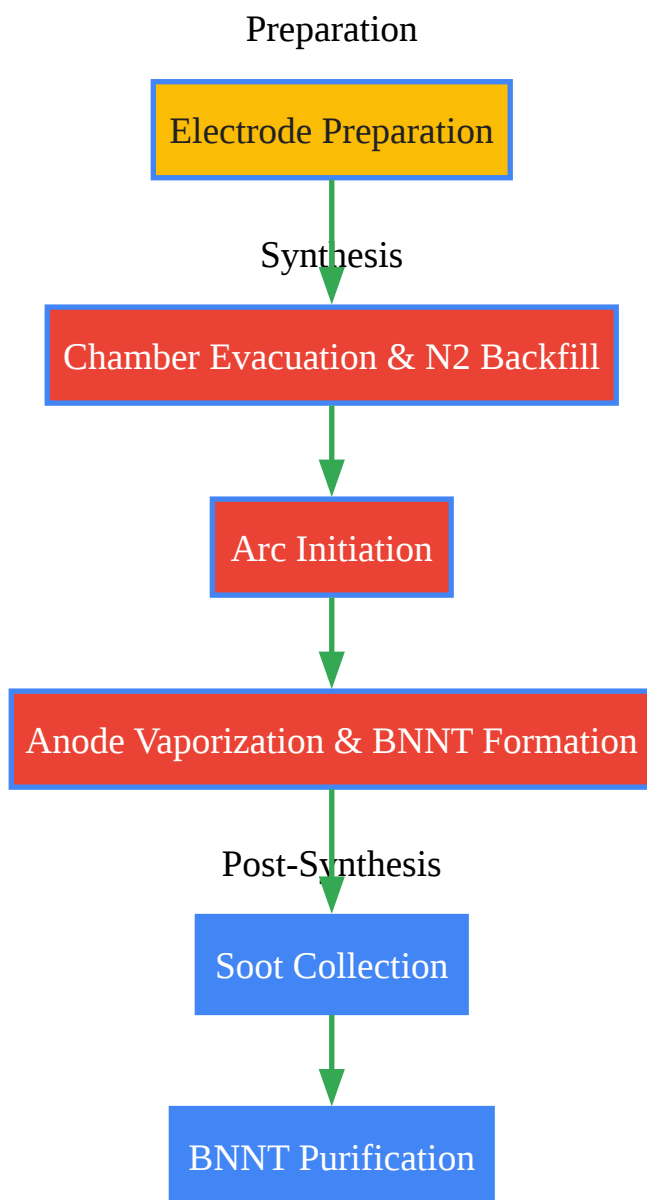 Preparation
Electrode Preparation
Synthesis
Chamber Evacuation & N2 Backfill
Arc Initiation
Anode Vaporization & BNNT Formation
Post-Synthesis
Soot Collection
BNNT Purification